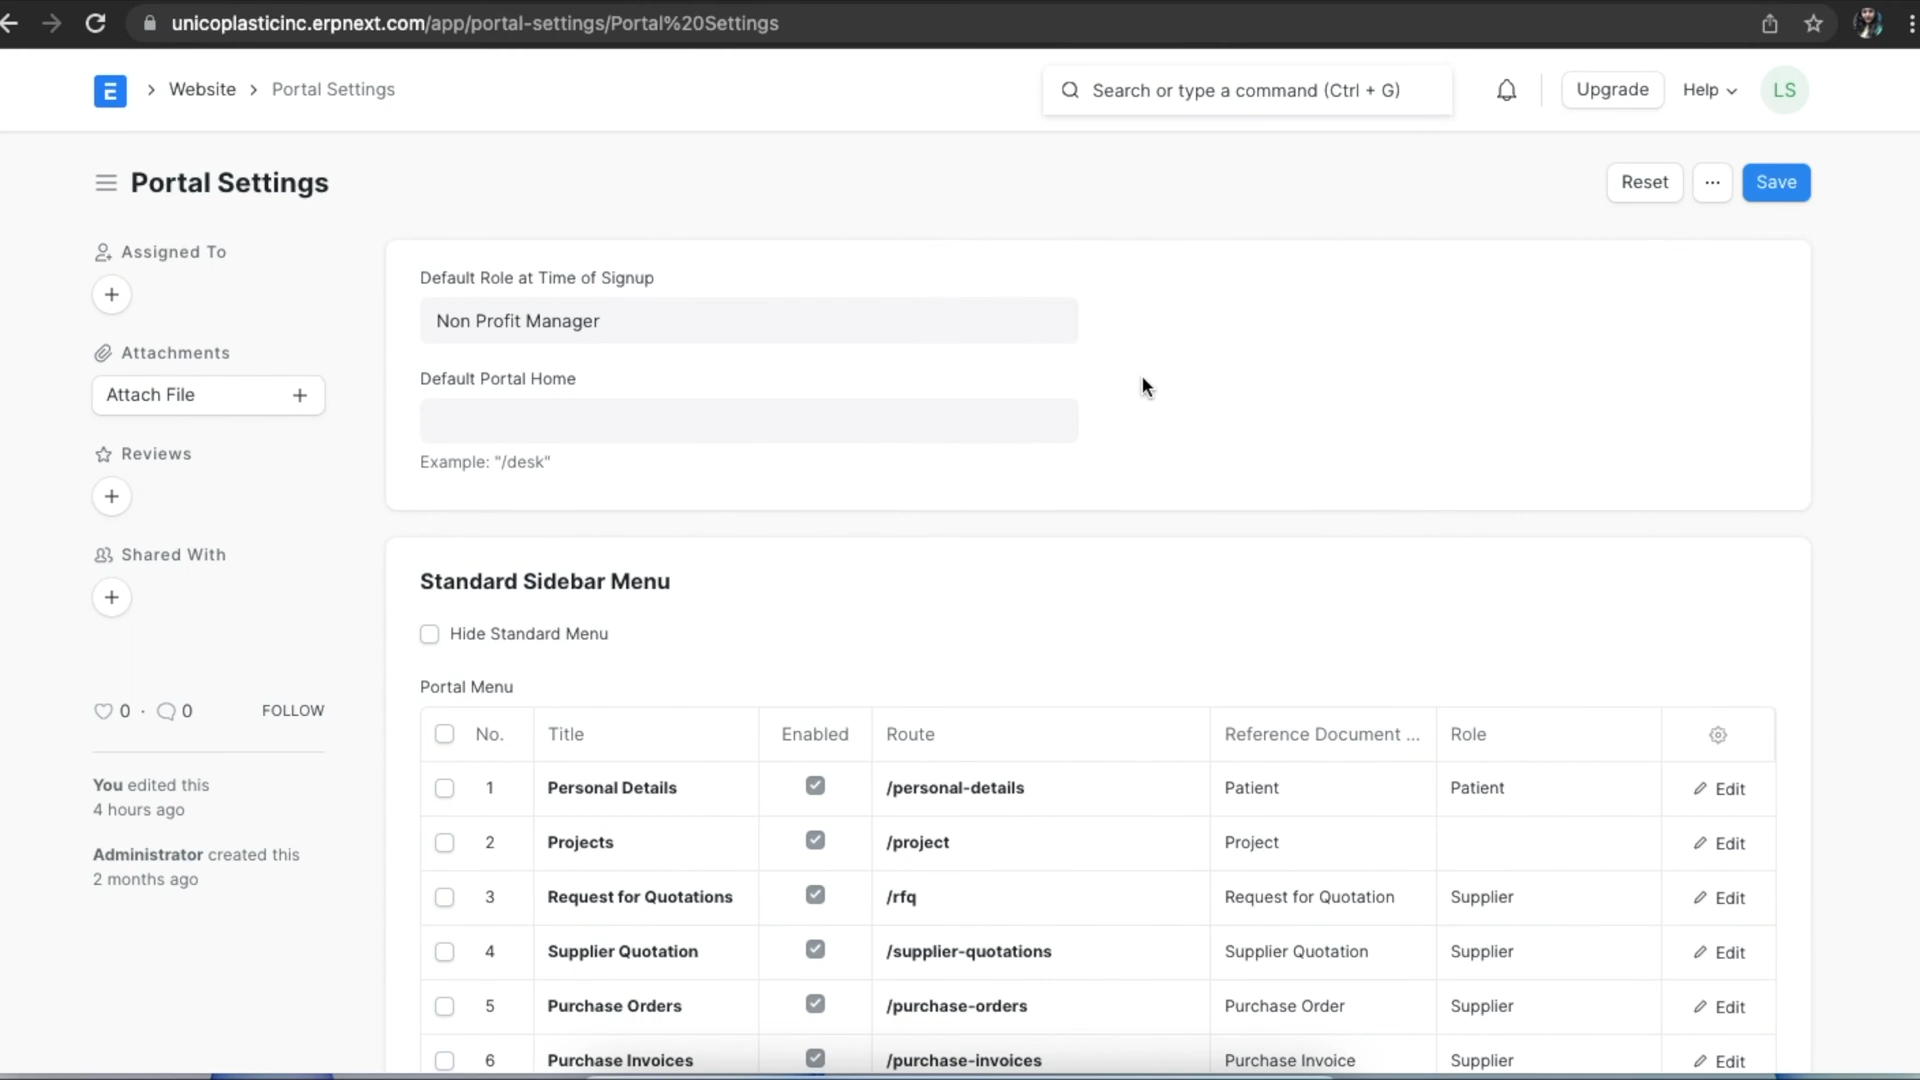 unicoplasticinc.erpnext.com/app/portal-settings/Portal%20Settings
E
Website
Portal Settings
Search or type a command (Ctrl + G)
Upgrade
Help
LS
Portal Settings
Reset
...
Save
Assigned To
Attachments
Attach File
Reviews
Shared With
0 · 0 FOLLOW
You edited this
4 hours ago
Administrator created this
2 months ago
Default Role at Time of Signup
Non Profit Manager
Default Portal Home
Example: "/desk"
Standard Sidebar Menu
Hide Standard Menu
Portal Menu
No. Title Enabled Route Reference Document ... Role
1 Personal Details /personal-details Patient Patient Edit
2 Projects /project Project Edit
3 Request for Quotations /rfq Request for Quotation Supplier Edit
4 Supplier Quotation /supplier-quotations Supplier Quotation Supplier Edit
5 Purchase Orders /purchase-orders Purchase Order Supplier Edit
6 Purchase Invoices /purchase-invoices Purchase Invoice Supplier Edit